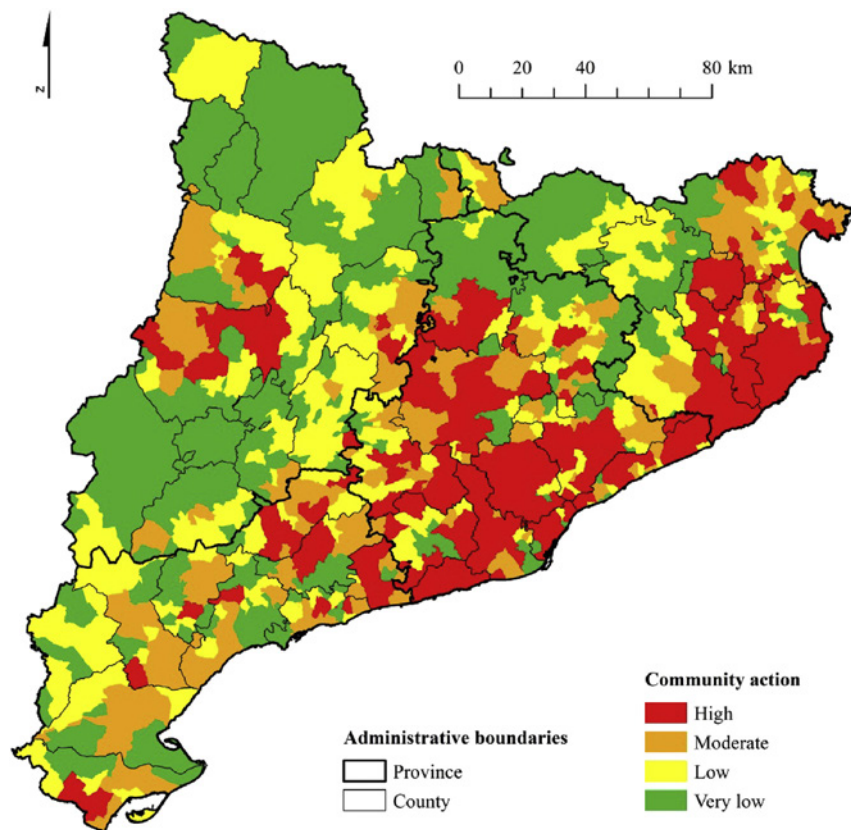 z
0 20 40 80 km
Community action
High
Moderate
Low
Very low
Administrative boundaries
Province
County